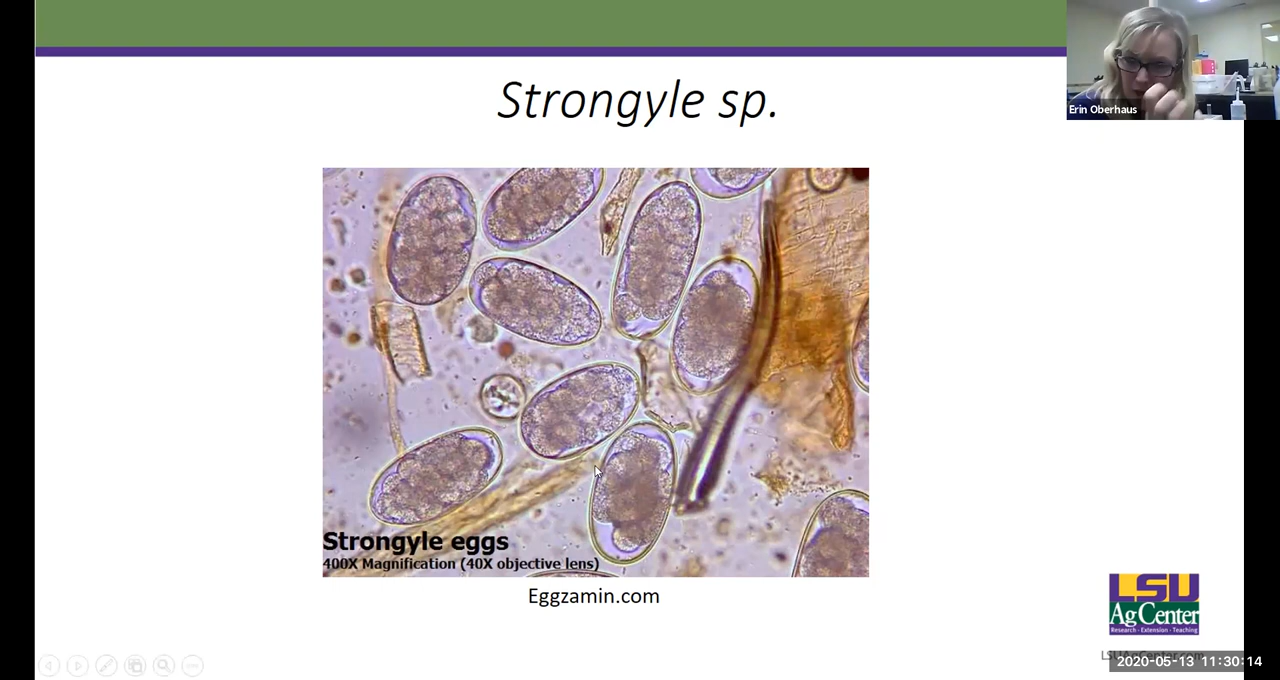 Strongyle sp.
Erin Oberhaus
Strongyle eggs
400X Magnification (40X objective lens)
Eggzamin.com
LSU
AgCenter
Research · Extension · Teaching
2020-05-13 11:30:14